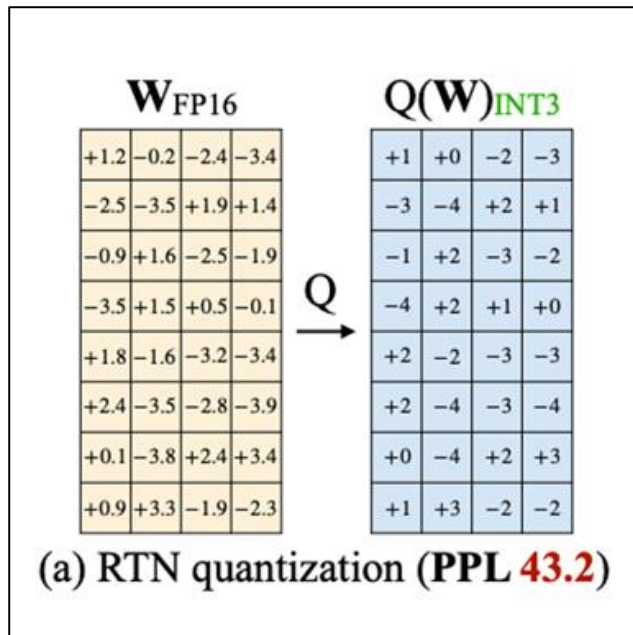 W_FP16 Q(W)_INT3
+1.2 −0.2 −2.4 −3.4 +1 +0 −2 −3
−2.5 −3.5 +1.9 +1.4 −3 −4 +2 +1
−0.9 +1.6 −2.5 −1.9 −1 +2 −3 −2
−3.5 +1.5 +0.5 −0.1 Q −4 +2 +1 +0
+1.8 −1.6 −3.2 −3.4 +2 −2 −3 −3
+2.4 −3.5 −2.8 −3.9 +2 −4 −3 −4
+0.1 −3.8 +2.4 +3.4 +0 −4 +2 +3
+0.9 +3.3 −1.9 −2.3 +1 +3 −2 −2
(a) RTN quantization (PPL 43.2)